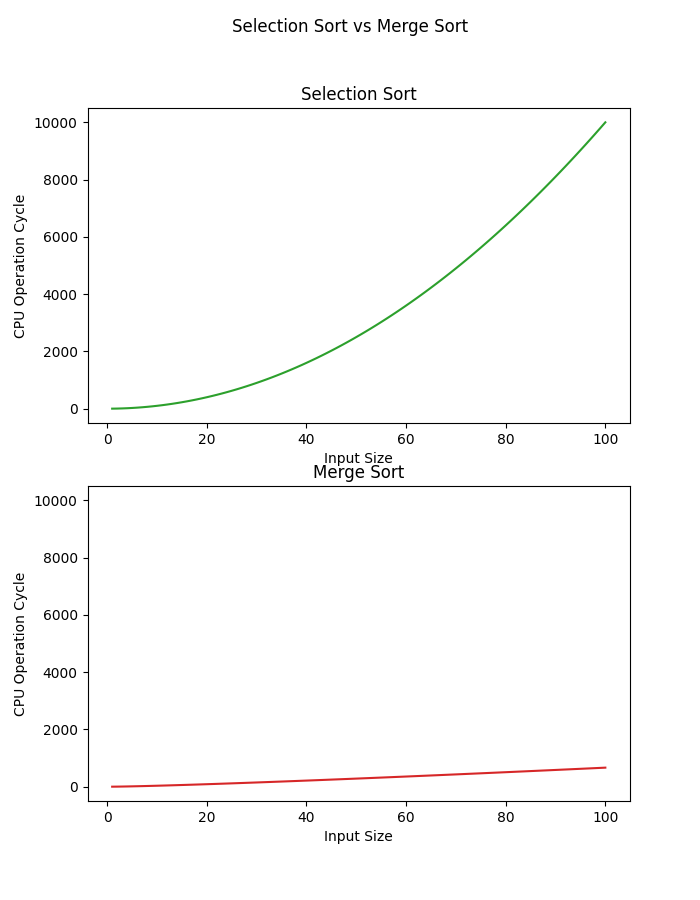 Selection Sort vs Merge Sort
Selection Sort
CPU Operation Cycle
10000
8000
6000
4000
2000
0
0 20 40 60 80 100
Input Size
Merge Sort
CPU Operation Cycle
10000
8000
6000
4000
2000
0
0 20 40 60 80 100
Input Size